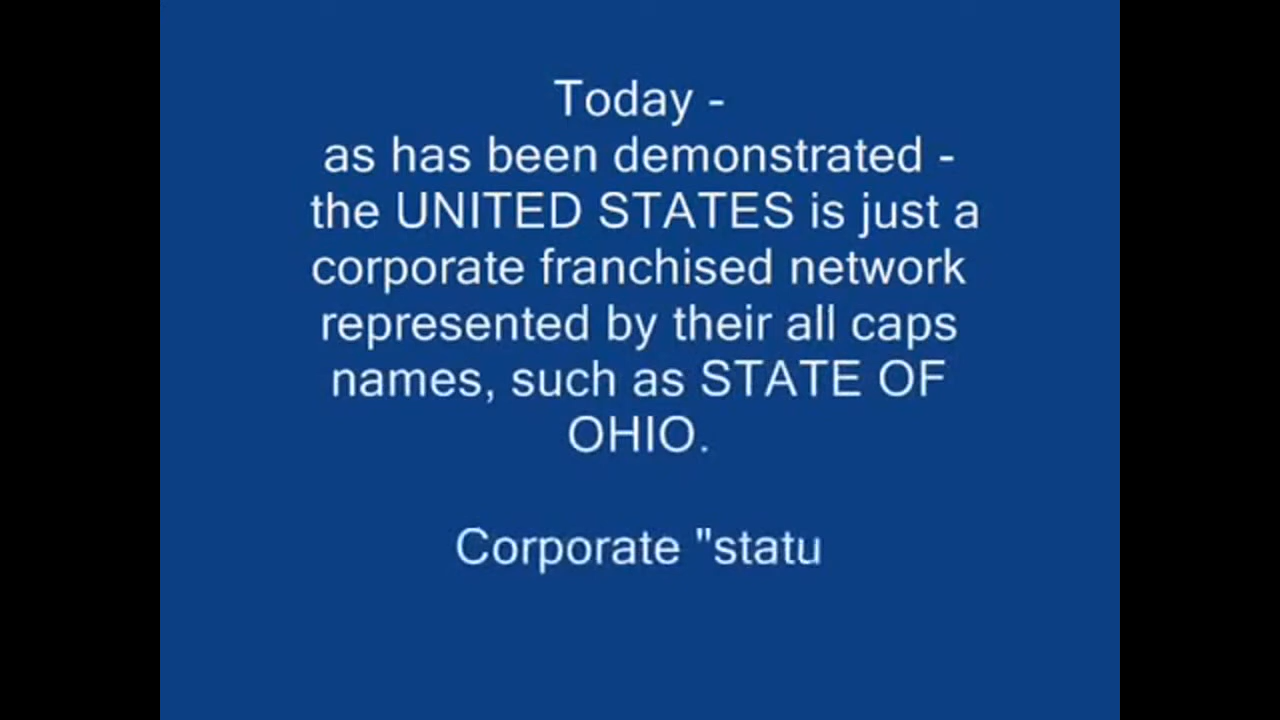 Today -
as has been demonstrated -
the UNITED STATES is just a
corporate franchised network
represented by their all caps
names, such as STATE OF
OHIO.
Corporate "statu